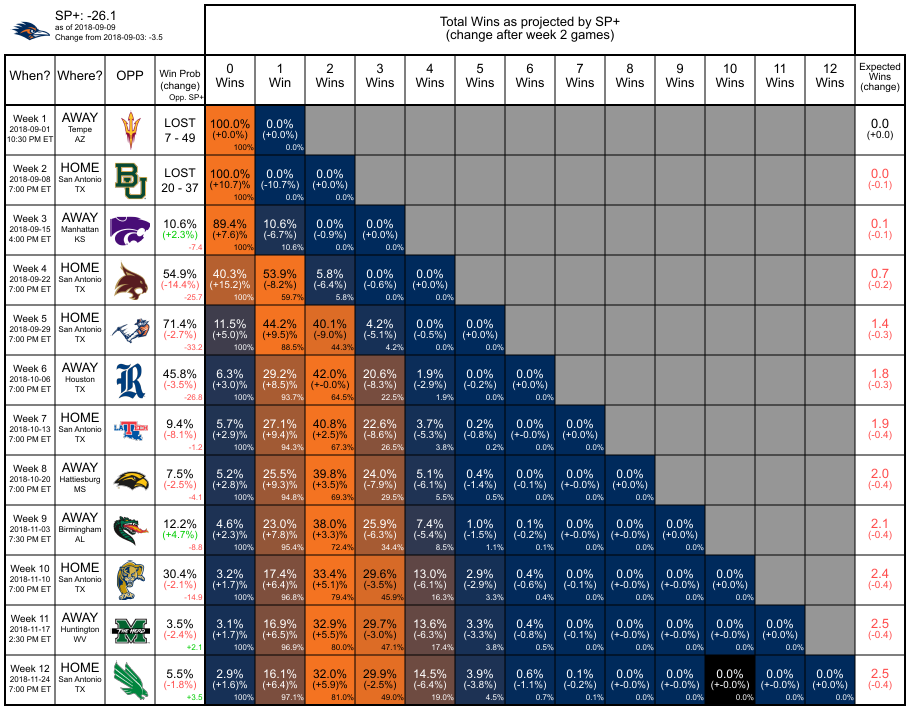 SP+: -26.1
as of 2018-09-09
Change from 2018-09-03: -3.5
Total Wins as projected by SP+
(change after week 2 games)
When? Where? OPP Win Prob (change) Opp. SP+ 0 Wins 1 Win 2 Wins 3 Wins 4 Wins 5 Wins 6 Wins 7 Wins 8 Wins 9 Wins 10 Wins 11 Wins 12 Wins Expected Wins (change)
Week 1 AWAY LOST 100.0% 0.0% 0.0
2018-09-01 Tempe (+0.0%) (+0.0%) (+0.0)
10:30 PM ET AZ 7 - 49 100% 0.0%
Week 2 HOME BU LOST 100.0% 0.0% 0.0% 0.0
2018-09-08 San Antonio (+10.7)% (-10.7% (+0.0%) (-0.1)
7:00 PM ET TX 20 - 37 100% 0.0% 0.0%
Week 3 AWAY 10.6% 89.4% 10.6% 0.0% 0.0% 0.1
2018-09-15 Manhattan (+2.3%) (+7.6)% (-6.7%) (-0.9%) (+0.0%) (-0.1)
4:00 PM ET KS -7.4 100% 10.6% 0.0% 0.0%
Week 4 HOME 54.9% 40.3% 53.9% 5.8% 0.0% 0.0% 0.7
2018-09-22 San Antonio (-14.4%) (+15.2)% (-8.2%) (-6.4%) (-0.6%) (+0.0%) (-0.2)
7:00 PM ET TX -25.7 100% 59.7% 5.8% 0.0% 0.0%
Week 5 HOME 71.4% 11.5% 44.2% 40.1% 4.2% 0.0% 0.0% 1.4
2018-09-29 San Antonio (-2.7%) (+5.0)% (+9.5)% (-9.0%) (-5.1%) (-0.5%) (+0.0%) (-0.3)
7:00 PM ET TX -33.2 100% 88.5% 44.3% 4.2% 0.0% 0.0%
Week 6 AWAY R 45.8% 6.3% 29.2% 42.0% 20.6% 1.9% 0.0% 0.0% 1.8
2018-10-06 Houston (-3.5%) (+3.0)% (+8.5)% (+-0.0%) (-8.3%) (-2.9%) (-0.2%) (+0.0%) (-0.3)
7:00 PM ET TX -26.8 100% 93.7% 64.5% 22.5% 1.9% 0.0% 0.0%
Week 7 HOME LA TECH 9.4% 5.7% 27.1% 40.8% 22.6% 3.7% 0.2% 0.0% 0.0% 1.9
2018-10-13 San Antonio (-8.1%) (+2.9)% (+9.4)% (+2.5)% (-8.6%) (-5.3%) (-0.8%) (+-0.0%) (+0.0%) (-0.4)
7:00 PM ET TX -1.2 100% 94.3% 67.3% 26.5% 3.8% 0.2% 0.0% 0.0%
Week 8 AWAY 7.5% 5.2% 25.5% 39.8% 24.0% 5.1% 0.4% 0.0% 0.0% 0.0% 2.0
2018-10-20 Hattiesburg (-2.5%) (+2.8)% (+9.3)% (+3.5)% (-7.9%) (-6.1%) (-1.4%) (-0.1%) (+-0.0%) (+0.0%) (-0.4)
7:00 PM ET MS -4.1 100% 94.8% 69.3% 29.5% 5.5% 0.5% 0.0% 0.0% 0.0%
Week 9 AWAY 12.2% 4.6% 23.0% 38.0% 25.9% 7.4% 1.0% 0.1% 0.0% 0.0% 0.0% 2.1
2018-11-03 Birmingham (+4.7%) (+2.3)% (+7.8)% (+3.3)% (-6.3%) (-5.4%) (-1.5%) (-0.2%) (+-0.0%) (+-0.0%) (+0.0%) (-0.4)
7:30 PM ET AL -8.8 100% 95.4% 72.4% 34.4% 8.5% 1.1% 0.1% 0.0% 0.0% 0.0%
Week 10 HOME 30.4% 3.2% 17.4% 33.4% 29.6% 13.0% 2.9% 0.4% 0.0% 0.0% 0.0% 0.0% 2.4
2018-11-10 San Antonio (-2.1%) (+1.7)% (+6.4)% (+5.1)% (-3.5%) (-6.1%) (-2.6%) (-0.6%) (-0.1%) (+-0.0%) (+-0.0%) (+0.0%) (-0.4)
7:00 PM ET TX -14.9 100% 96.8% 79.4% 45.9% 16.3% 3.3% 0.4% 0.0% 0.0% 0.0% 0.0%
Week 11 AWAY M THE HERD 3.5% 3.1% 16.9% 32.9% 29.7% 13.6% 3.3% 0.4% 0.0% 0.0% 0.0% 0.0% 0.0% 2.5
2018-11-17 Huntington (-2.4%) (+1.7)% (+6.5)% (+5.5)% (-3.0%) (-6.3%) (-3.3%) (-0.8%) (-0.1%) (+-0.0%) (+-0.0%) (+-0.0%) (+0.0%) (-0.4)
2:30 PM ET WV +2.1 100% 96.9% 80.0% 47.1% 17.4% 3.8% 0.5% 0.0% 0.0% 0.0% 0.0% 0.0%
Week 12 HOME 5.5% 2.9% 16.1% 32.0% 29.9% 14.5% 3.9% 0.6% 0.1% 0.0% 0.0% 0.0% 0.0% 0.0% 2.5
2018-11-24 San Antonio (-1.8%) (+1.6)% (+6.4)% (+5.9)% (-2.5%) (-6.4%) (-3.8%) (-1.1%) (-0.2%) (+-0.0%) (+-0.0%) (+-0.0%) (+-0.0%) (+0.0%) (-0.4)
7:00 PM ET TX +3.5 100% 97.1% 81.0% 49.0% 19.0% 4.5% 0.7% 0.1% 0.0% 0.0% 0.0% 0.0% 0.0%